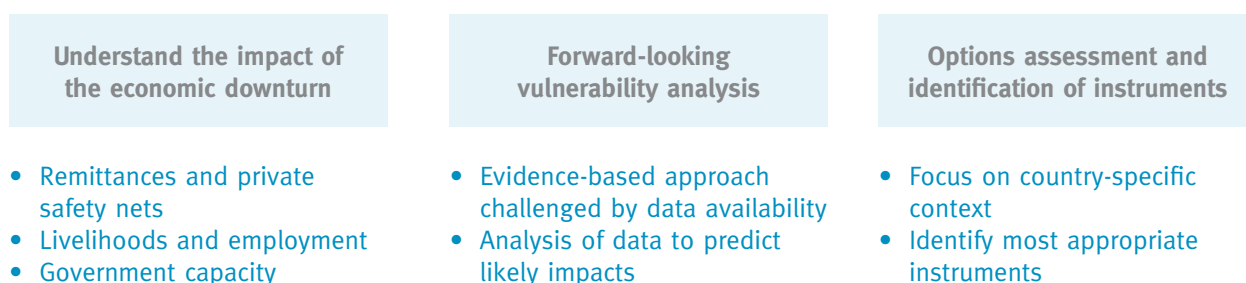 Understand the impact of
the economic downturn
• Remittances and private
safety nets
• Livelihoods and employment
• Government capacity
Forward-looking
vulnerability analysis
• Evidence-based approach
challenged by data availability
• Analysis of data to predict
likely impacts
Options assessment and
identification of instruments
• Focus on country-specific
context
• Identify most appropriate
instruments